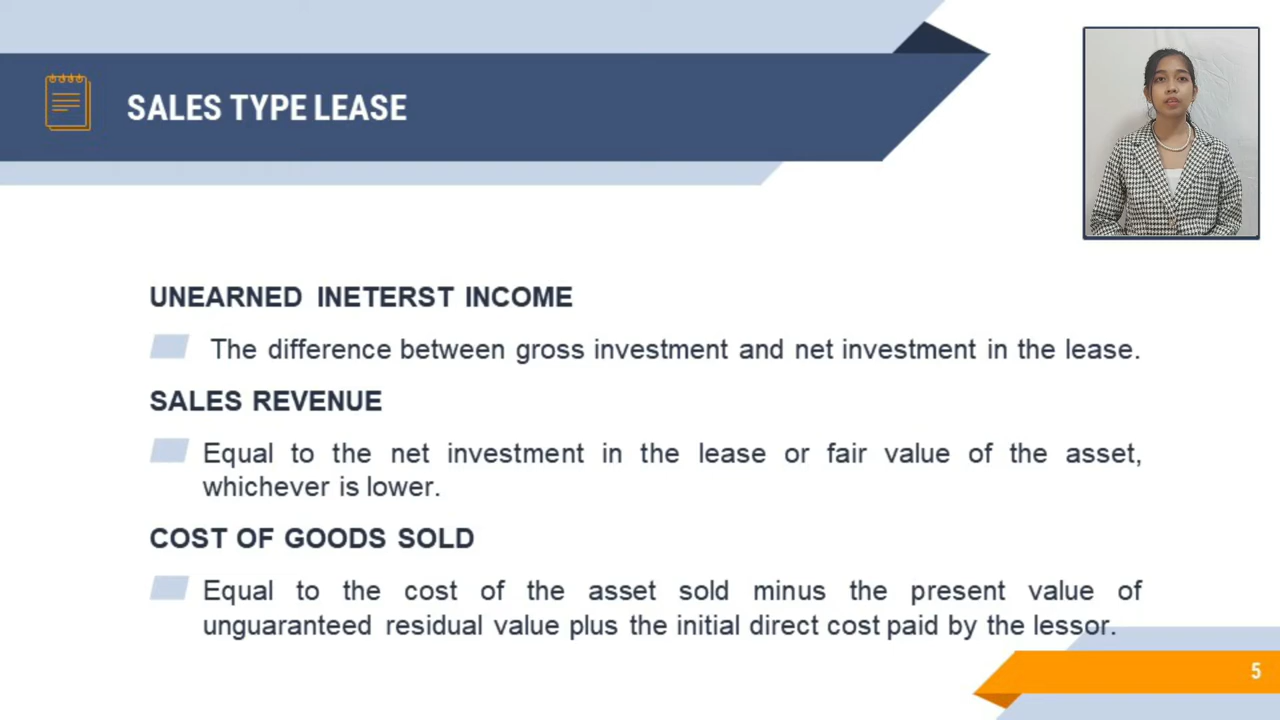 SALES TYPE LEASE
UNEARNED INETERST INCOME
The difference between gross investment and net investment in the lease.
SALES REVENUE
Equal to the net investment in the lease or fair value of the asset,
whichever is lower.
COST OF GOODS SOLD
Equal to the cost of the asset sold minus the present value of
unguaranteed residual value plus the initial direct cost paid by the lessor.
5